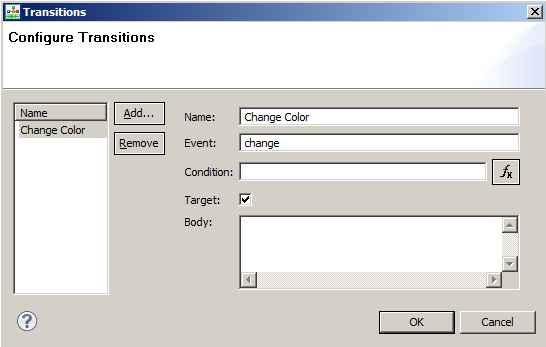 Transitions
Configure Transitions
Name
Change Color
Add...
Remove
Name: Change Color
Event: change
Condition: fx
Target:
Body:
?
OK Cancel